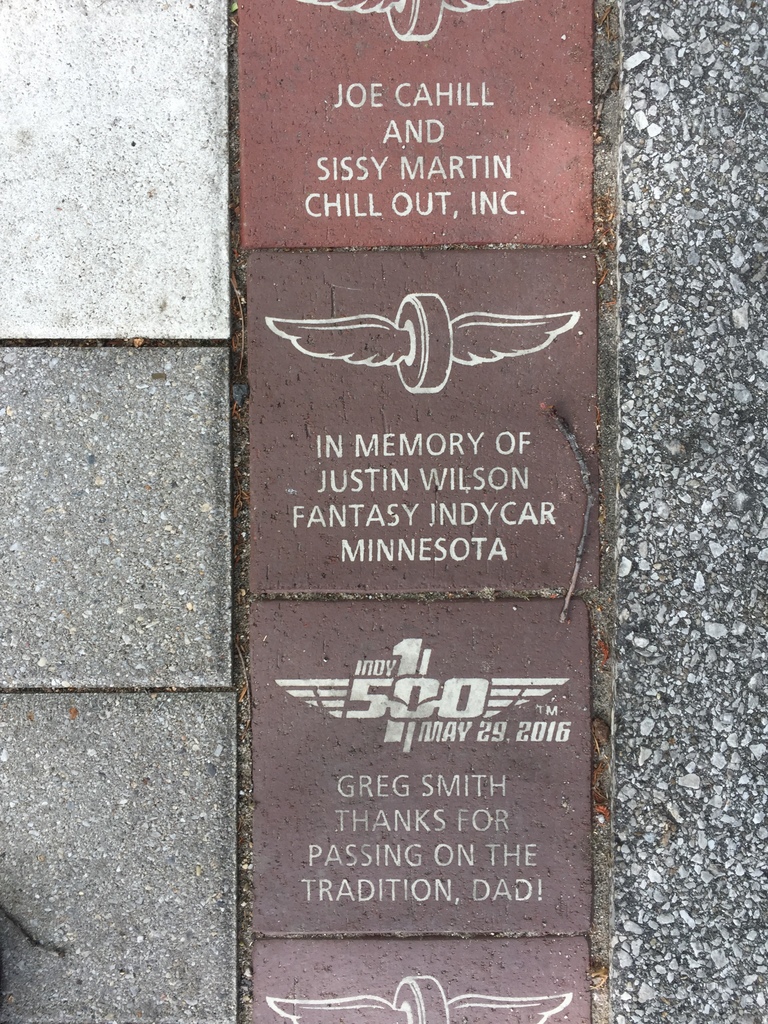 JOE CAHILL
AND
SISSY MARTIN
CHILL OUT, INC.
IN MEMORY OF
JUSTIN WILSON
FANTASY INDYCAR
MINNESOTA
INDY
500 TM
MAY 29, 2016
GREG SMITH
THANKS FOR
PASSING ON THE
TRADITION, DAD!